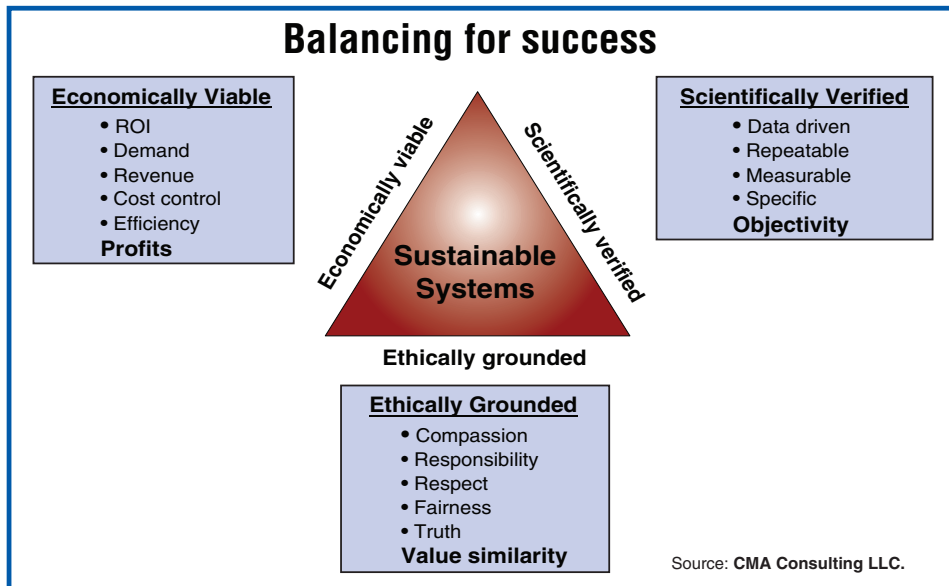 Balancing for success
Economically Viable
• ROI
• Demand
• Revenue
• Cost control
• Efficiency
Profits
Economically viable
Scientifically verified
Sustainable
Systems
Ethically grounded
Scientifically Verified
• Data driven
• Repeatable
• Measurable
• Specific
Objectivity
Ethically Grounded
• Compassion
• Responsibility
• Respect
• Fairness
• Truth
Value similarity
Source: CMA Consulting LLC.